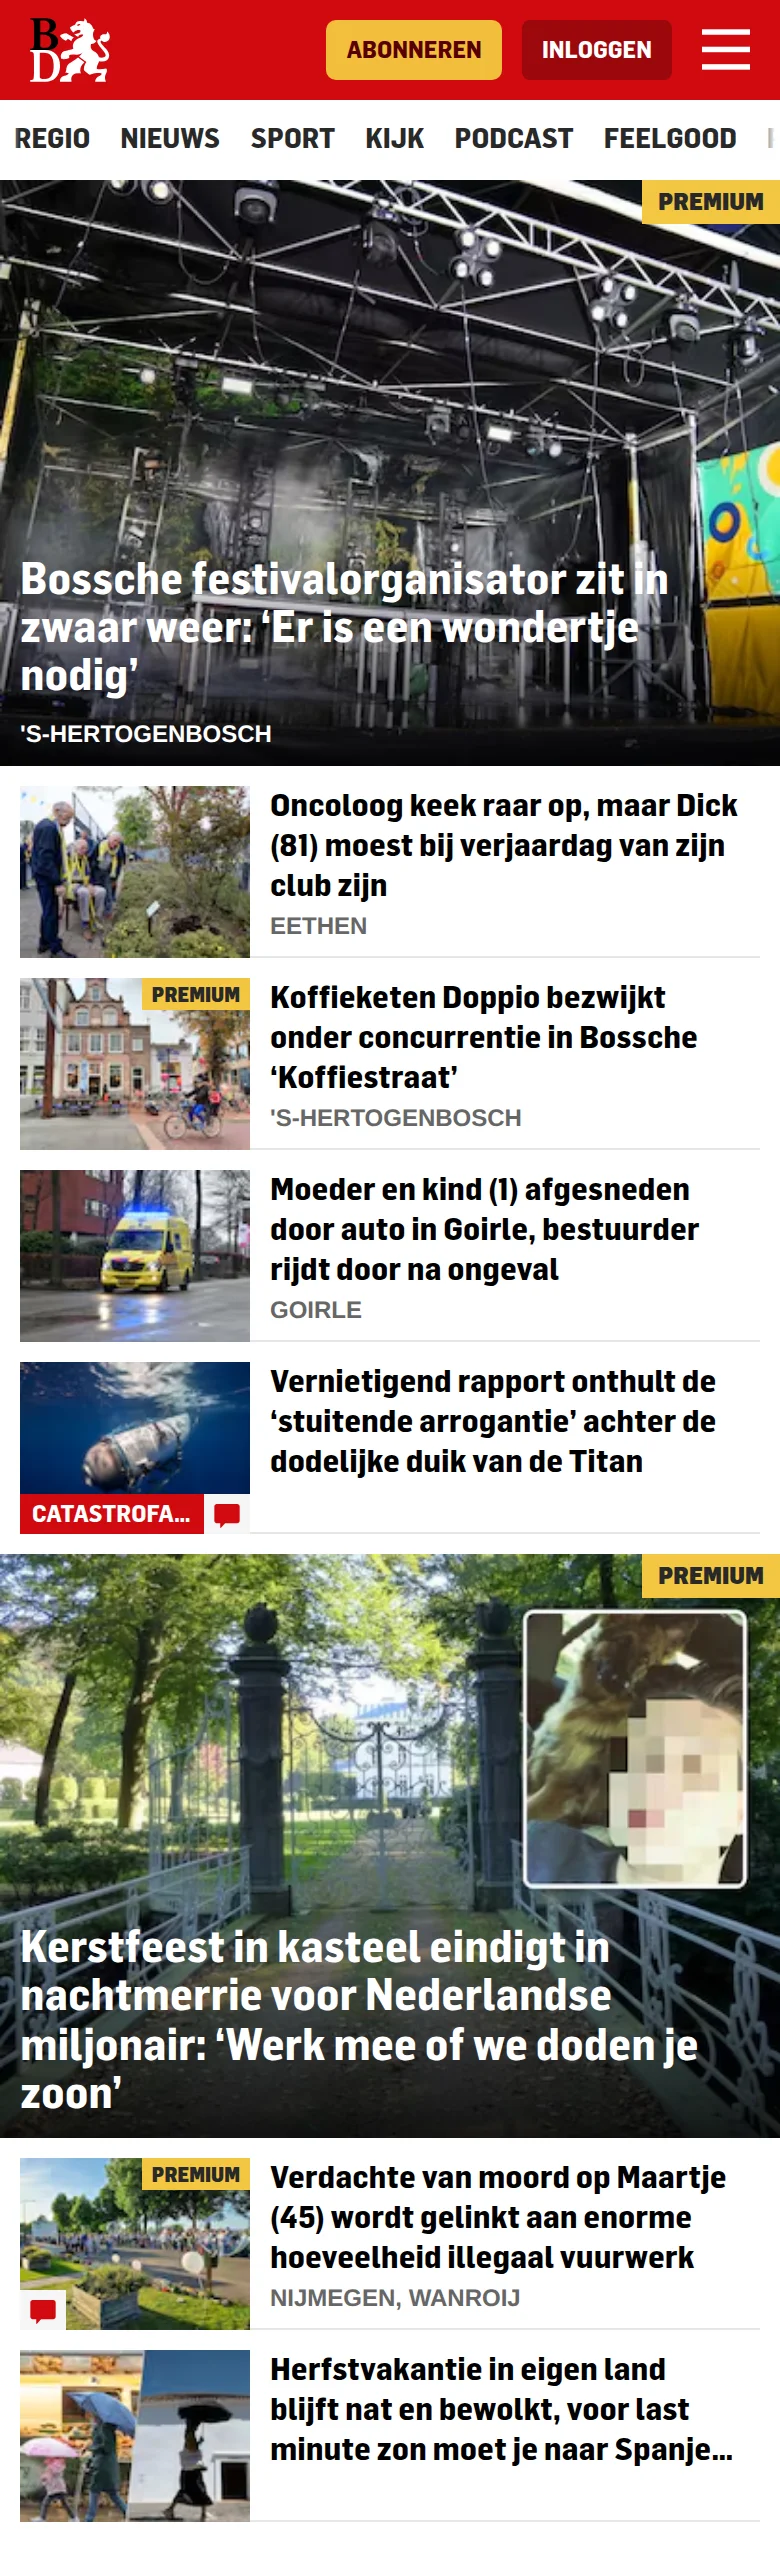 BD
ABONNEREN
INLOGGEN
REGIO NIEUWS SPORT KIJK PODCAST FEELGOOD
PREMIUM
Bossche festivalorganisator zit in
zwaar weer: ‘Er is een wondertje
nodig’
'S-HERTOGENBOSCH
Oncoloog keek raar op, maar Dick
(81) moest bij verjaardag van zijn
club zijn
EETHEN
PREMIUM
Koffieketen Doppio bezwijkt
onder concurrentie in Bossche
‘Koffiestraat’
'S-HERTOGENBOSCH
Moeder en kind (1) afgesneden
door auto in Goirle, bestuurder
rijdt door na ongeval
GOIRLE
Vernietigend rapport onthult de
‘stuitende arrogantie’ achter de
dodelijke duik van de Titan
CATASTROFA...
PREMIUM
Kerstfeest in kasteel eindigt in
nachtmerrie voor Nederlandse
miljonair: ‘Werk mee of we doden je
zoon’
PREMIUM
Verdachte van moord op Maartje
(45) wordt gelinkt aan enorme
hoeveelheid illegaal vuurwerk
NIJMEGEN, WANROIJ
Herfstvakantie in eigen land
blijft nat en bewolkt, voor last
minute zon moet je naar Spanje...